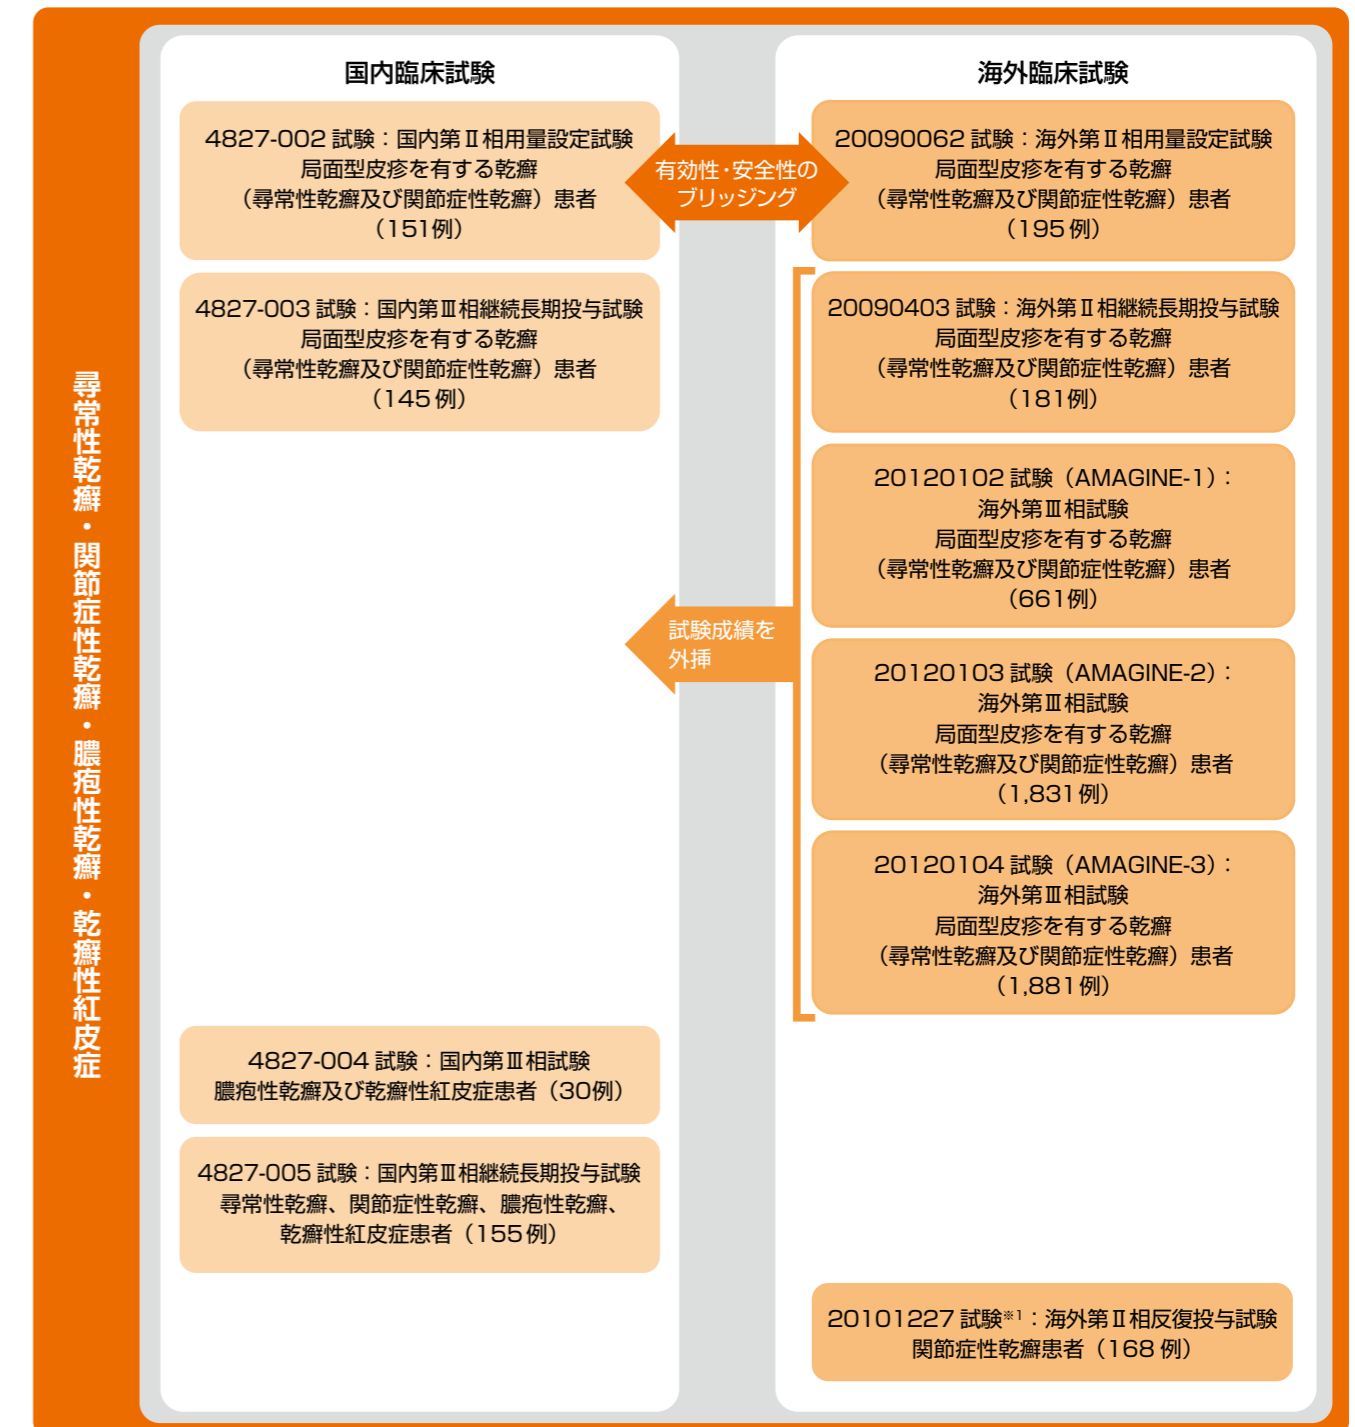 尋常性乾癬・関節症性乾癬・膿疱性乾癬・乾癬性紅皮症
国内臨床試験
4827-002 試験：国内第Ⅱ相用量設定試験
局面型皮疹を有する乾癬
（尋常性乾癬及び関節症性乾癬）患者
（151例）
4827-003 試験：国内第Ⅲ相継続長期投与試験
局面型皮疹を有する乾癬
（尋常性乾癬及び関節症性乾癬）患者
（145 例）
4827-004 試験：国内第Ⅲ相試験
膿疱性乾癬及び乾癬性紅皮症患者（30例）
4827-005 試験：国内第Ⅲ相継続長期投与試験
尋常性乾癬、関節症性乾癬、膿疱性乾癬、
乾癬性紅皮症患者（155 例）
有効性・安全性の
ブリッジング
試験成績を
外挿
海外臨床試験
20090062 試験：海外第Ⅱ相用量設定試験
局面型皮疹を有する乾癬
（尋常性乾癬及び関節症性乾癬）患者
（195 例）
20090403 試験：海外第Ⅱ相継続長期投与試験
局面型皮疹を有する乾癬
（尋常性乾癬及び関節症性乾癬）患者
（181例）
20120102 試験（AMAGINE-1）：
海外第Ⅲ相試験
局面型皮疹を有する乾癬
（尋常性乾癬及び関節症性乾癬）患者
（661例）
20120103 試験（AMAGINE-2）：
海外第Ⅲ相試験
局面型皮疹を有する乾癬
（尋常性乾癬及び関節症性乾癬）患者
（1,831 例）
20120104 試験（AMAGINE-3）：
海外第Ⅲ相試験
局面型皮疹を有する乾癬
（尋常性乾癬及び関節症性乾癬）患者
（1,881 例）
20101227 試験※1：海外第Ⅱ相反復投与試験
関節症性乾癬患者（168 例）